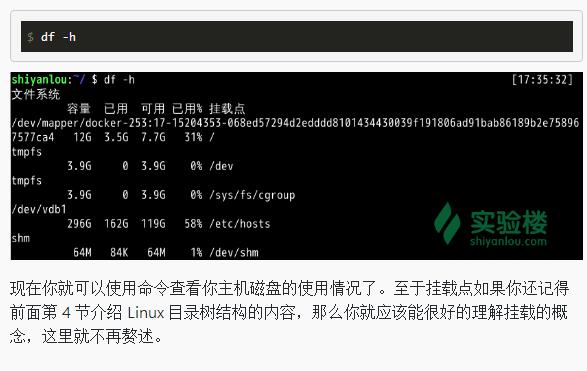 $ df -h
shiyanlou:~/ $ df -h [17:35:32]
文件系统
容量 已用 可用 已用% 挂载点
/dev/mapper/docker-253:17-15204353-068ed57294d2edddd8101434430039f191806ad91bab86189b2e75896
7577ca4 12G 3.5G 7.7G 31% /
tmpfs
3.9G 0 3.9G 0% /dev
tmpfs
3.9G 0 3.9G 0% /sys/fs/cgroup
/dev/vdb1
296G 162G 119G 58% /etc/hosts
shm
64M 84K 64M 1% /dev/shm
实验楼
shiyanlou.com
现在你就可以使用命令查看你主机磁盘的使用情况了。至于挂载点如果你还记得
前面第 4 节介绍 Linux 目录树结构的内容，那么你就应该能很好的理解挂载的概
念，这里就不再赘述。